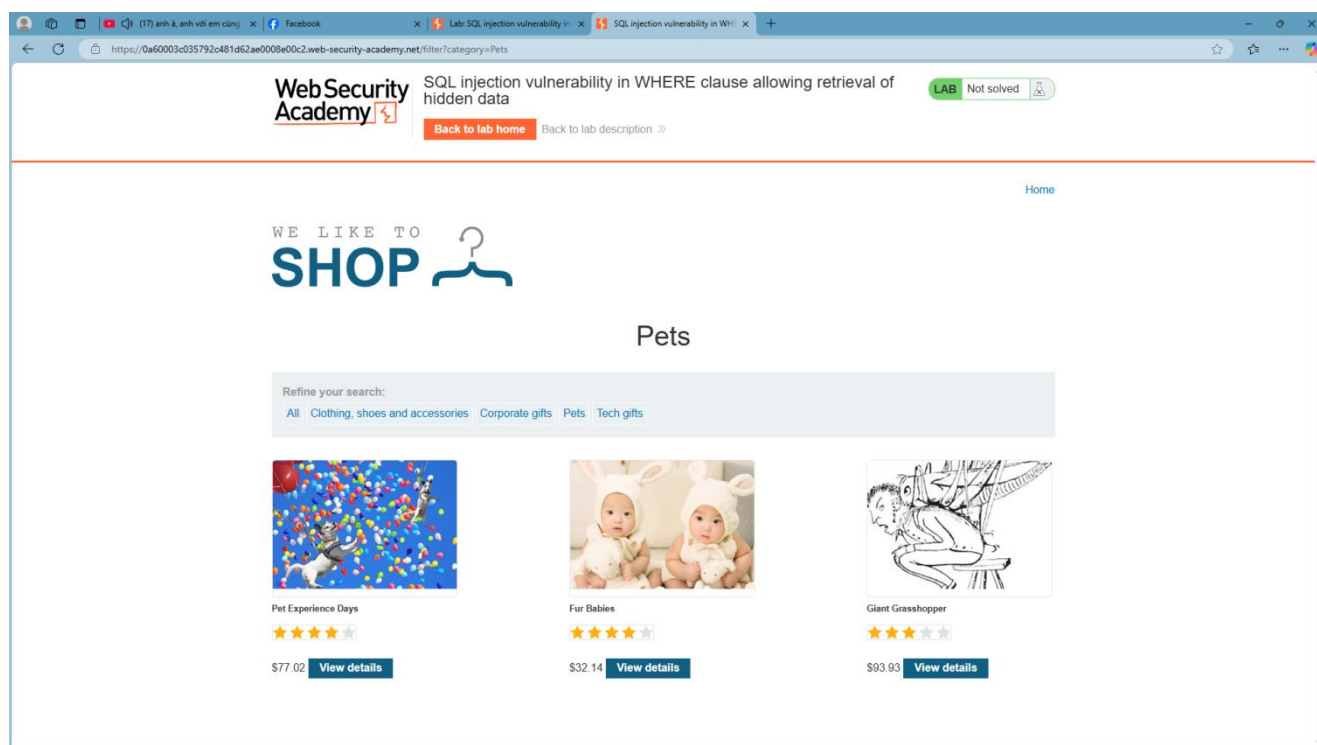 (17) anh à, anh với em cũng
Facebook
Lab: SQL injection vulnerability in
SQL injection vulnerability in WHE
https://0a60003c035792c481d62ae0008e00c2.web-security-academy.net/filter?category=Pets
Web Security
Academy
SQL injection vulnerability in WHERE clause allowing retrieval of
hidden data
Back to lab home Back to lab description
LAB Not solved
Home
WE LIKE TO
SHOP
Pets
Refine your search:
All Clothing, shoes and accessories Corporate gifts Pets Tech gifts
Pet Experience Days
$77.02 View details
Fur Babies
$32.14 View details
Giant Grasshopper
$93.93 View details